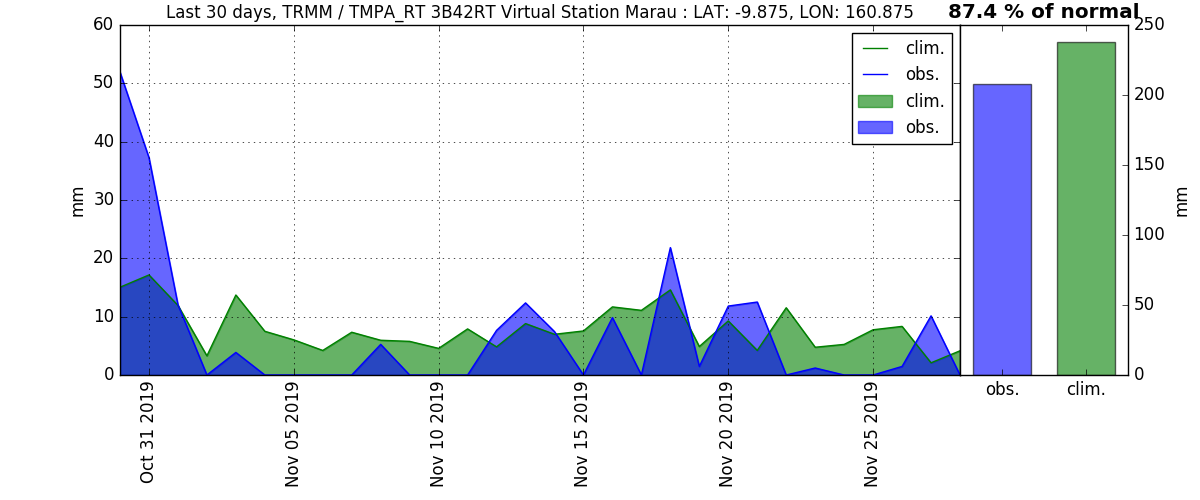 Last 30 days, TRMM / TMPA_RT 3B42RT Virtual Station Marau : LAT: -9.875, LON: 160.875
87.4 % of normal
clim.
obs.
clim.
obs.
mm
60
50
40
30
20
10
0
Oct 31 2019
Nov 05 2019
Nov 10 2019
Nov 15 2019
Nov 20 2019
Nov 25 2019
250
200
150
100
50
0
mm
obs.
clim.